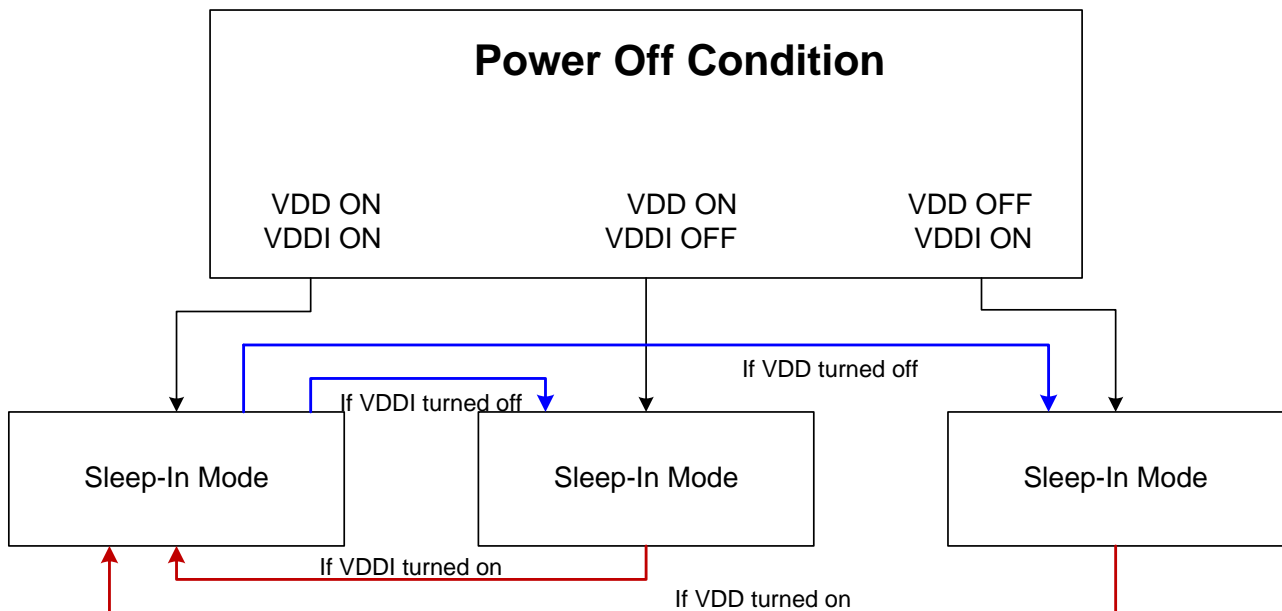 Power Off Condition
VDD ON
VDDI ON
VDD ON
VDDI OFF
VDD OFF
VDDI ON
If VDD turned off
If VDDI turned off
Sleep-In Mode
Sleep-In Mode
Sleep-In Mode
If VDDI turned on
If VDD turned on